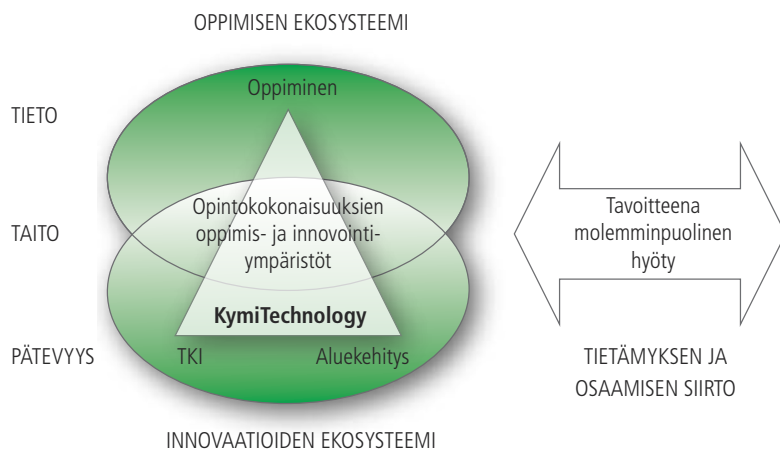 OPPIMISEN EKOSYSTEEMI
Oppiminen
TIETO
TAITO
PÄTEVYYS
Opintokokonaisuuksien
oppimis- ja innovointi-
ympäristöt
KymiTechnology
TKI
Aluekehitys
INNOVAATIOIDEN EKOSYSTEEMI
Tavoitteena
molemminpuolinen
hyöty
TIETÄMYKSEN JA
OSAAMISEN SIIRTO